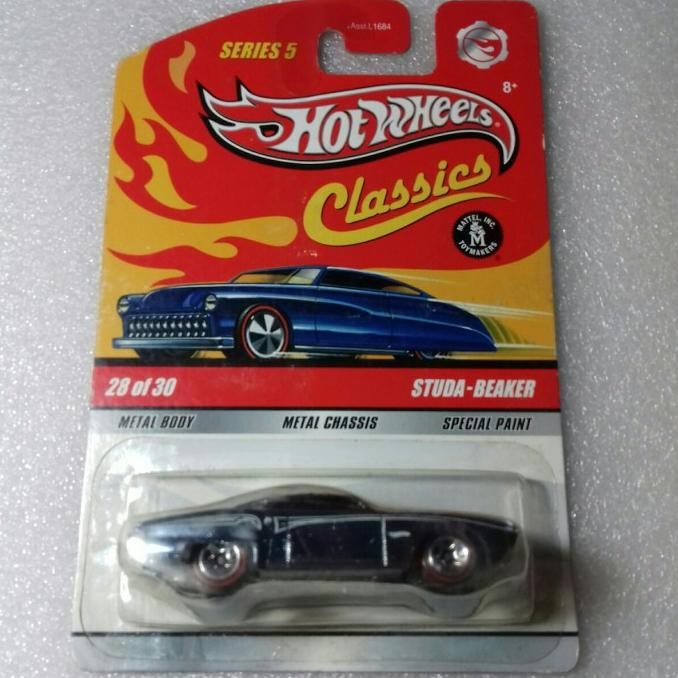 Asst. L1684
SERIES 5
8+
HOT WHEELS
Classics
MATTEL, INC.
M
TOYMAKERS
28 of 30
STUDA-BEAKER
METAL BODY
METAL CHASSIS
SPECIAL PAINT